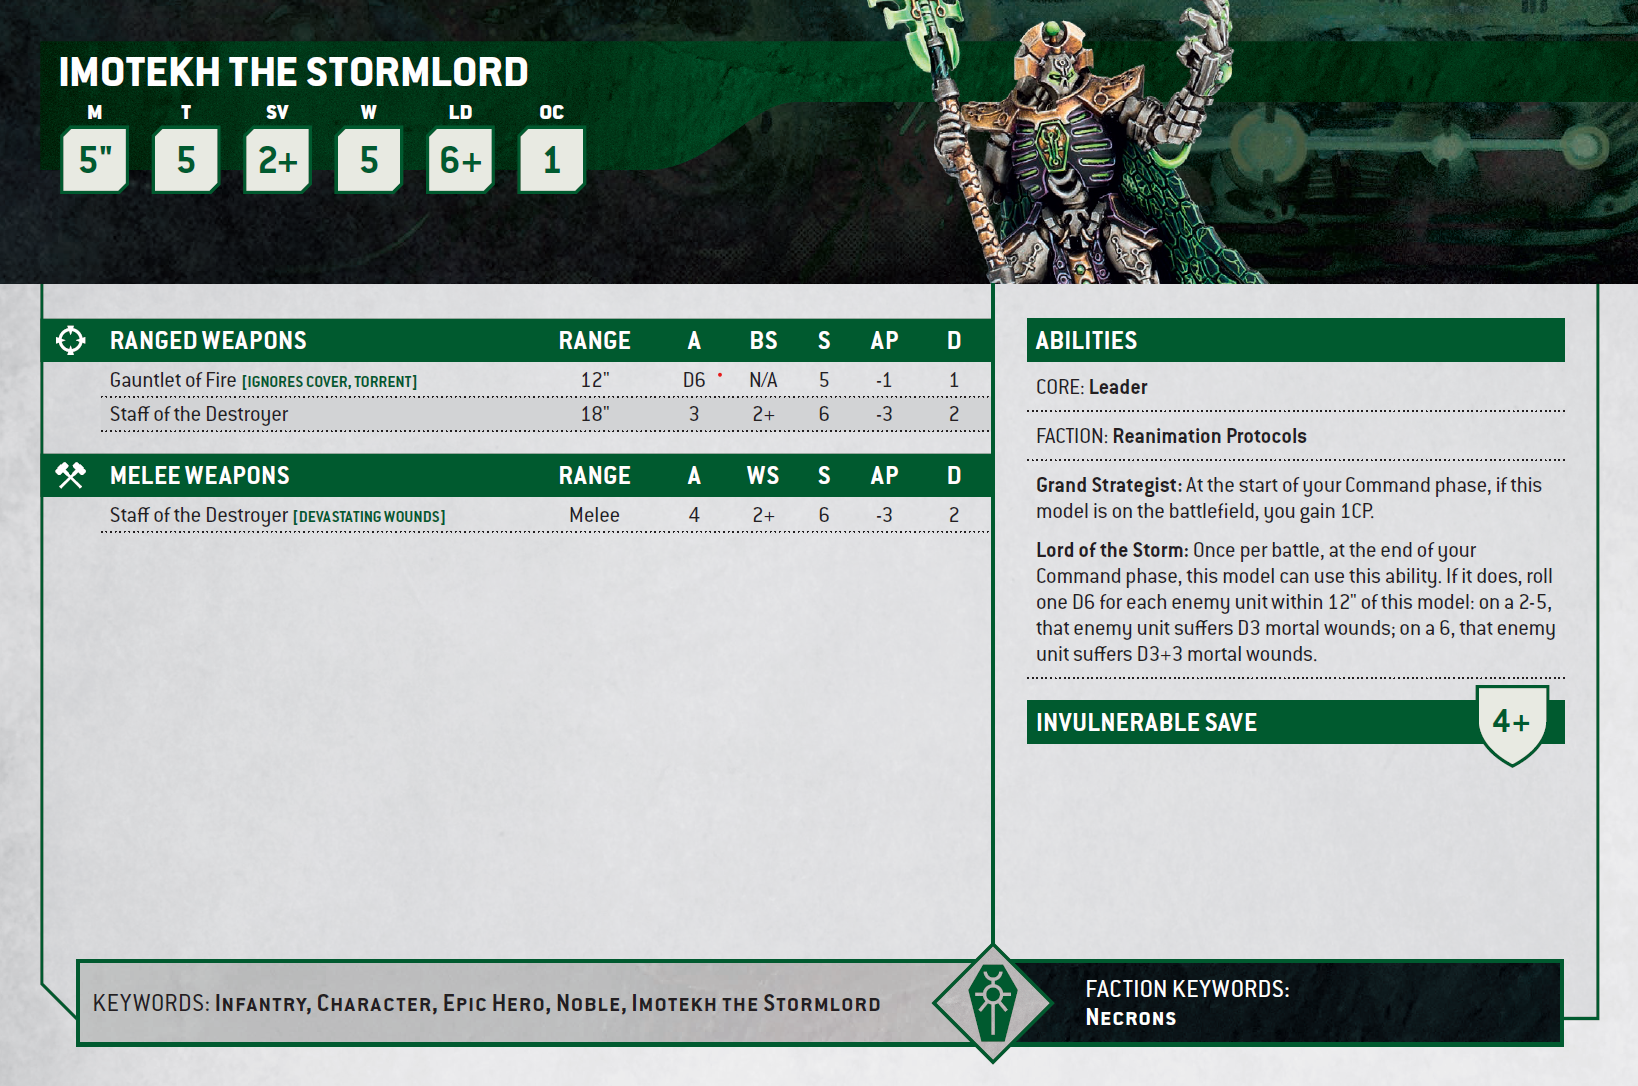 IMOTEKH THE STORMLORD
M T SV W LD OC
5" 5 2+ 5 6+ 1
RANGED WEAPONS RANGE A BS S AP D
Gauntlet of Fire [IGNORES COVER, TORRENT] 12" D6 N/A 5 -1 1
Staff of the Destroyer 18" 3 2+ 6 -3 2
MELEE WEAPONS RANGE A WS S AP D
Staff of the Destroyer [DEVASTATING WOUNDS] Melee 4 2+ 6 -3 2
ABILITIES
CORE: Leader
FACTION: Reanimation Protocols
Grand Strategist: At the start of your Command phase, if this
model is on the battlefield, you gain 1CP.
Lord of the Storm: Once per battle, at the end of your
Command phase, this model can use this ability. If it does, roll
one D6 for each enemy unit within 12" of this model: on a 2-5,
that enemy unit suffers D3 mortal wounds; on a 6, that enemy
unit suffers D3+3 mortal wounds.
INVULNERABLE SAVE 4+
KEYWORDS: INFANTRY, CHARACTER, EPIC HERO, NOBLE, IMOTEKH THE STORMLORD
FACTION KEYWORDS:
NECRONS